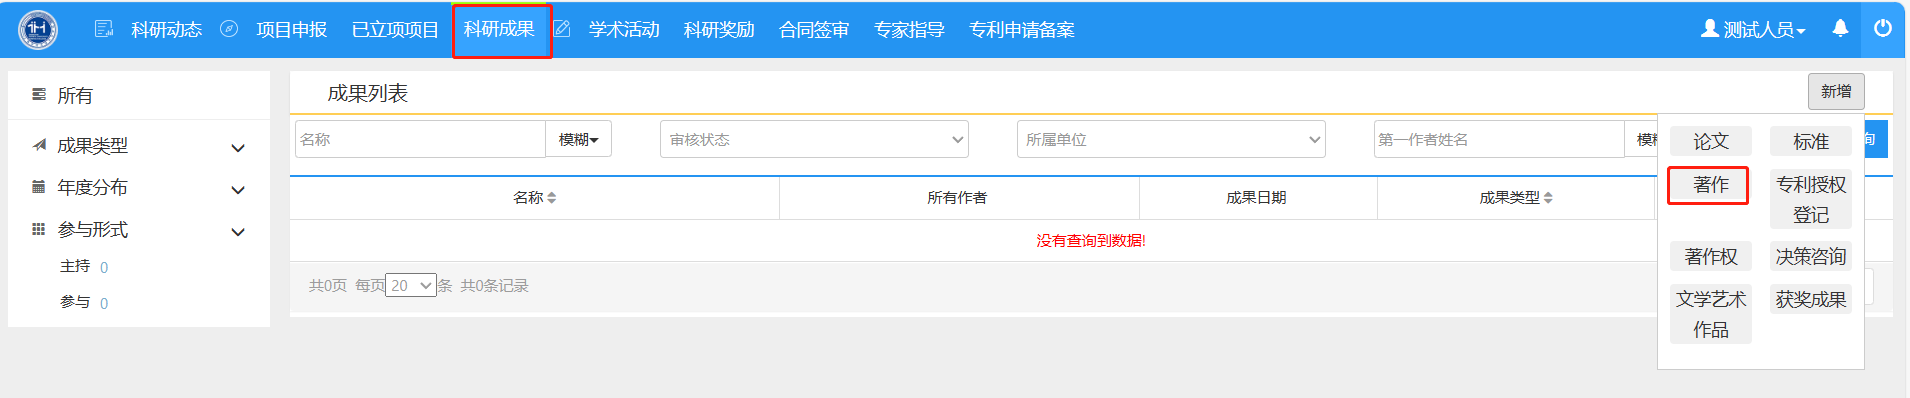 科研动态 项目申报 已立项项目 科研成果 学术活动 科研奖励 合同签审 专家指导 专利申请备案 测试人员
所有
成果类型
年度分布
参与形式
主持 0
参与 0
成果列表 新增
名称 模糊 审核状态 所属单位 第一作者姓名 模糊 询
名称 所有作者 成果日期 成果类型
没有查询到数据!
共0页 每页 20 条 共0条记录
论文 标准
著作 专利授权
登记
著作权 决策咨询
文学艺术 获奖成果
作品